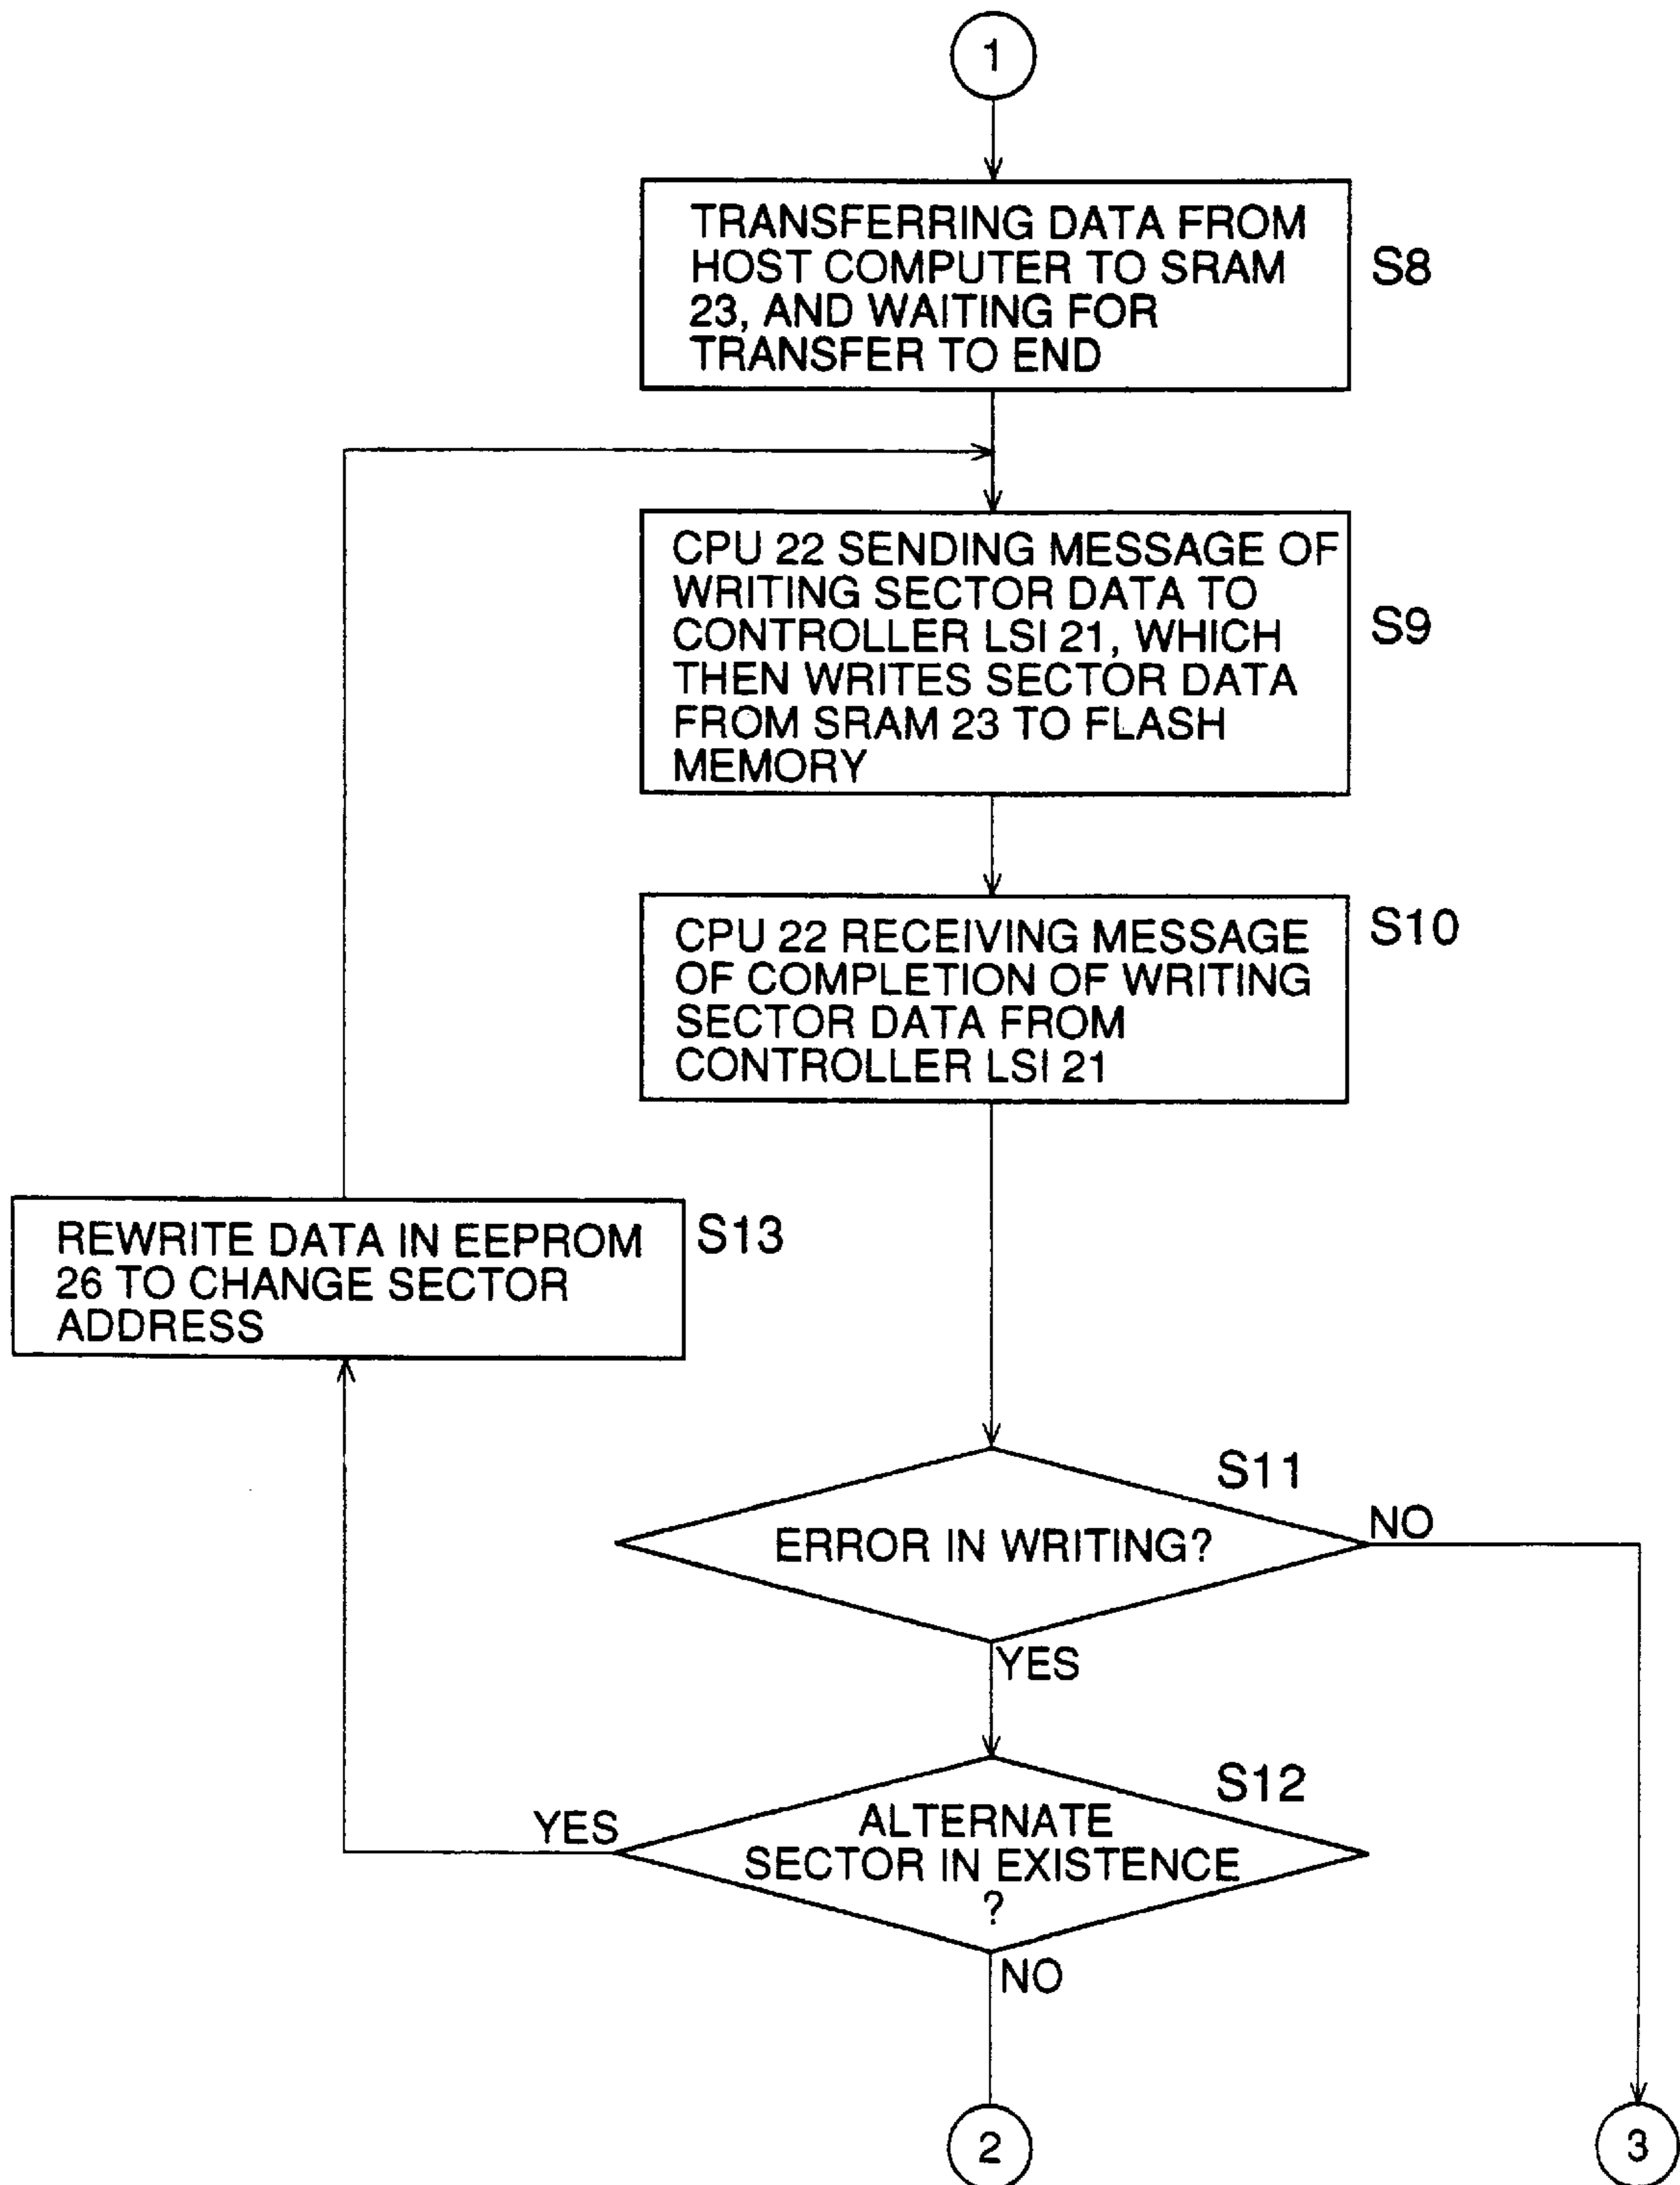 1
TRANSFERRING DATA FROM
HOST COMPUTER TO SRAM
23, AND WAITING FOR
TRANSFER TO END
S8
CPU 22 SENDING MESSAGE OF
WRITING SECTOR DATA TO
CONTROLLER LSI 21, WHICH
THEN WRITES SECTOR DATA
FROM SRAM 23 TO FLASH
MEMORY
S9
CPU 22 RECEIVING MESSAGE
OF COMPLETION OF WRITING
SECTOR DATA FROM
CONTROLLER LSI 21
S10
REWRITE DATA IN EEPROM
26 TO CHANGE SECTOR
ADDRESS
S13
S11
ERROR IN WRITING?
NO
YES
S12
ALTERNATE
SECTOR IN EXISTENCE
?
YES
NO
2
3